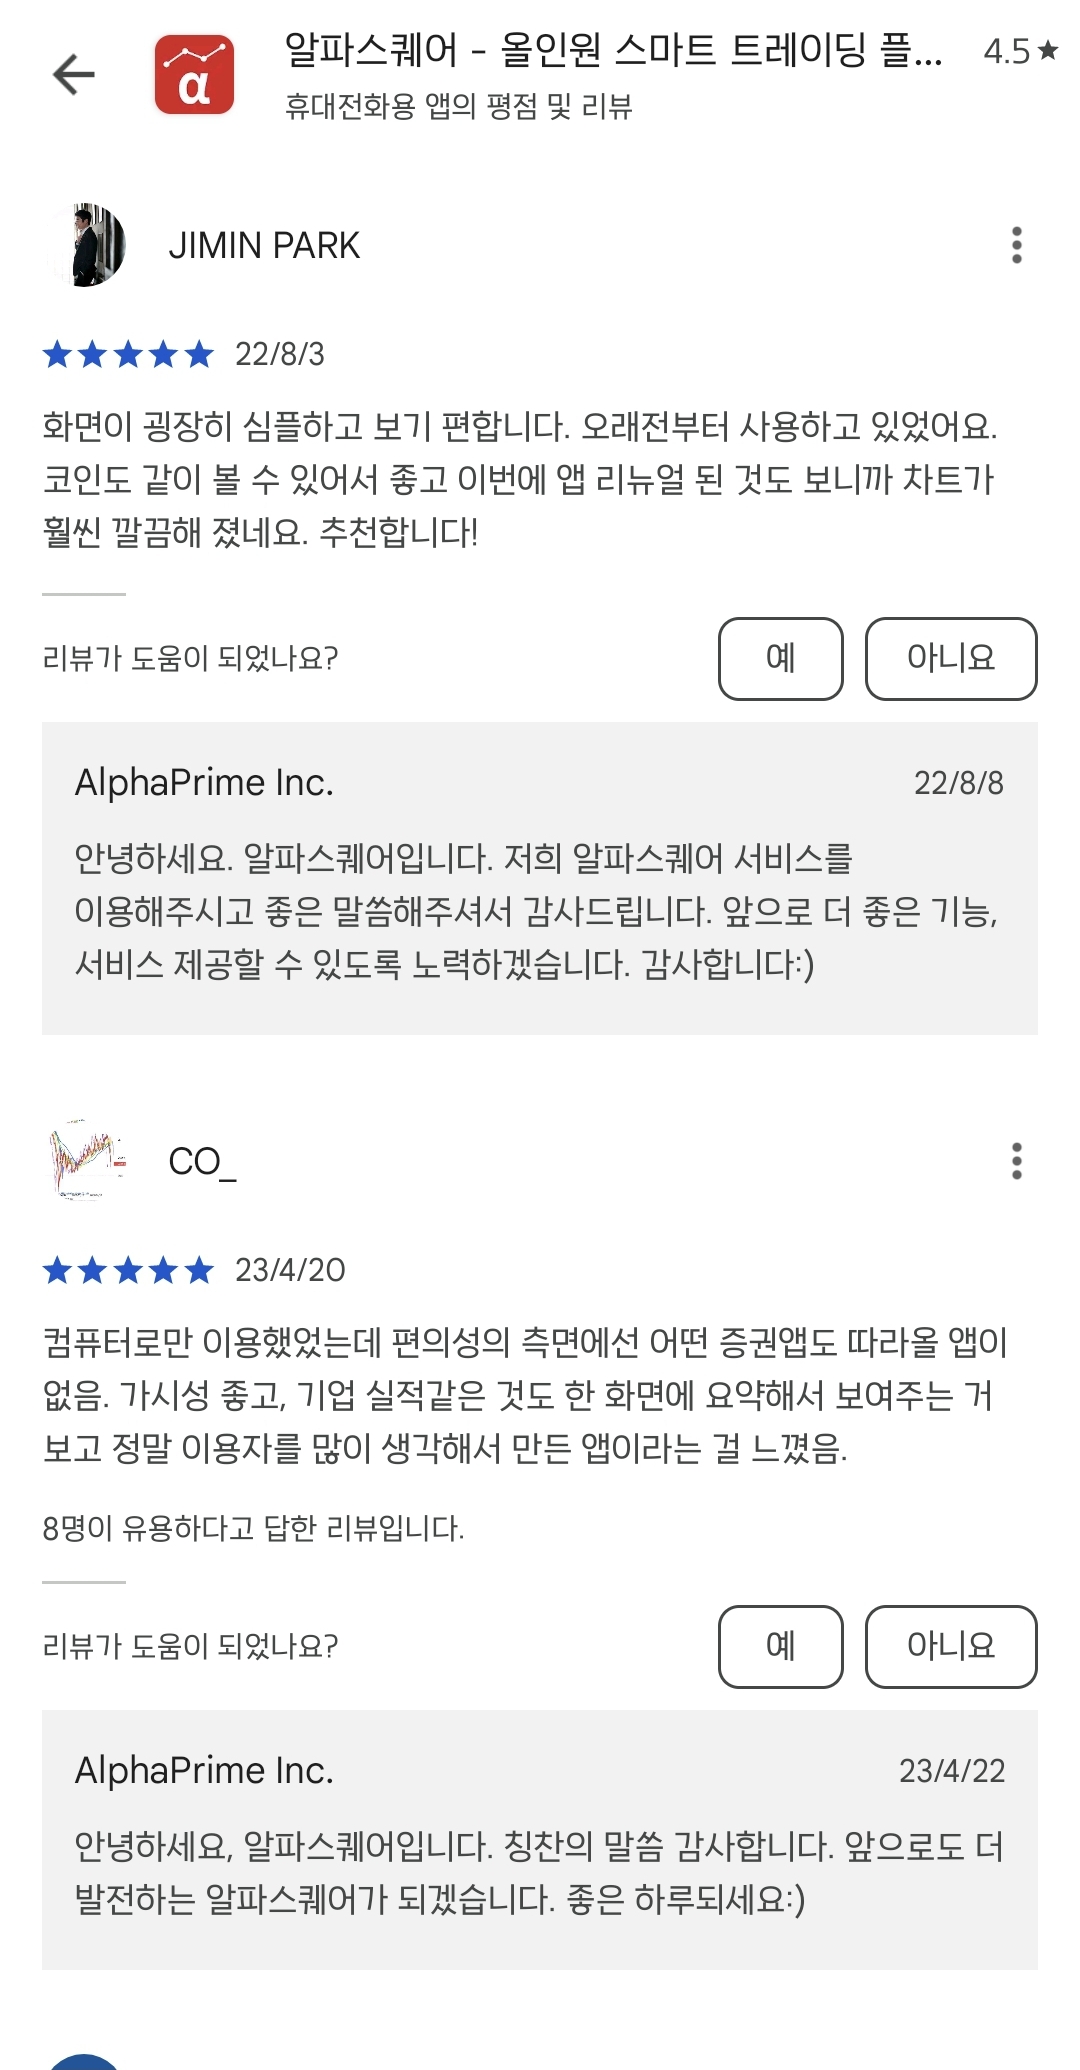 알파스퀘어 - 올인원 스마트 트레이딩 플...
4.5★
휴대전화용 앱의 평점 및 리뷰
α
JIMIN PARK
22/8/3
화면이 굉장히 심플하고 보기 편합니다. 오래전부터 사용하고 있었어요.
코인도 같이 볼 수 있어서 좋고 이번에 앱 리뉴얼 된 것도 보니까 차트가
훨씬 깔끔해 졌네요. 추천합니다!
리뷰가 도움이 되었나요?
예
아니요
AlphaPrime Inc.
22/8/8
안녕하세요. 알파스퀘어입니다. 저희 알파스퀘어 서비스를
이용해주시고 좋은 말씀해주셔서 감사드립니다. 앞으로 더 좋은 기능,
서비스 제공할 수 있도록 노력하겠습니다. 감사합니다:)
CO_
23/4/20
컴퓨터로만 이용했었는데 편의성의 측면에선 어떤 증권앱도 따라올 앱이
없음. 가시성 좋고, 기업 실적같은 것도 한 화면에 요약해서 보여주는 거
보고 정말 이용자를 많이 생각해서 만든 앱이라는 걸 느꼈음.
8명이 유용하다고 답한 리뷰입니다.
리뷰가 도움이 되었나요?
예
아니요
AlphaPrime Inc.
23/4/22
안녕하세요, 알파스퀘어입니다. 칭찬의 말씀 감사합니다. 앞으로도 더
발전하는 알파스퀘어가 되겠습니다. 좋은 하루되세요:)